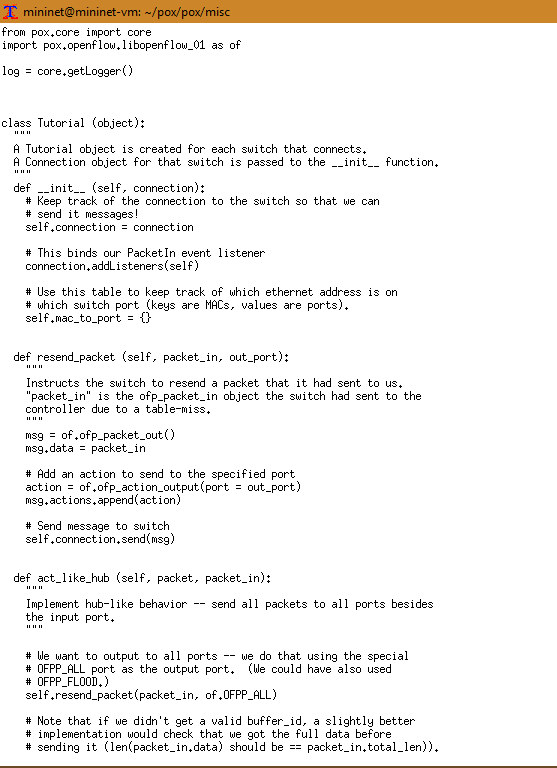 mininet@mininet-vm: ~/pox/pox/misc
from pox.core import core
import pox.openflow.libopenflow_01 as of

log = core.getLogger()

class Tutorial (object):
  """
  A Tutorial object is created for each switch that connects.
  A Connection object for that switch is passed to the __init__ function.
  """
  def __init__ (self, connection):
    # Keep track of the connection to the switch so that we can
    # send it messages!
    self.connection = connection

    # This binds our PacketIn event listener
    connection.addListeners(self)

    # Use this table to keep track of which ethernet address is on
    # which switch port (keys are MACs, values are ports).
    self.mac_to_port = {}

  def resend_packet (self, packet_in, out_port):
    """
    Instructs the switch to resend a packet that it had sent to us.
    "packet_in" is the ofp_packet_in object the switch had sent to the
    controller due to a table-miss.
    """
    msg = of.ofp_packet_out()
    msg.data = packet_in

    # Add an action to send to the specified port
    action = of.ofp_action_output(port = out_port)
    msg.actions.append(action)

    # Send message to switch
    self.connection.send(msg)

  def act_like_hub (self, packet, packet_in):
    """
    Implement hub-like behavior -- send all packets to all ports besides
    the input port.
    """

    # We want to output to all ports -- we do that using the special
    # OFPP_ALL port as the output port.  (We could have also used
    # OFPP_FLOOD.)
    self.resend_packet(packet_in, of.OFPP_ALL)

    # Note that if we didn't get a valid buffer_id, a slightly better
    # implementation would check that we got the full data before
    # sending it (len(packet_in.data) should be == packet_in.total_len)).